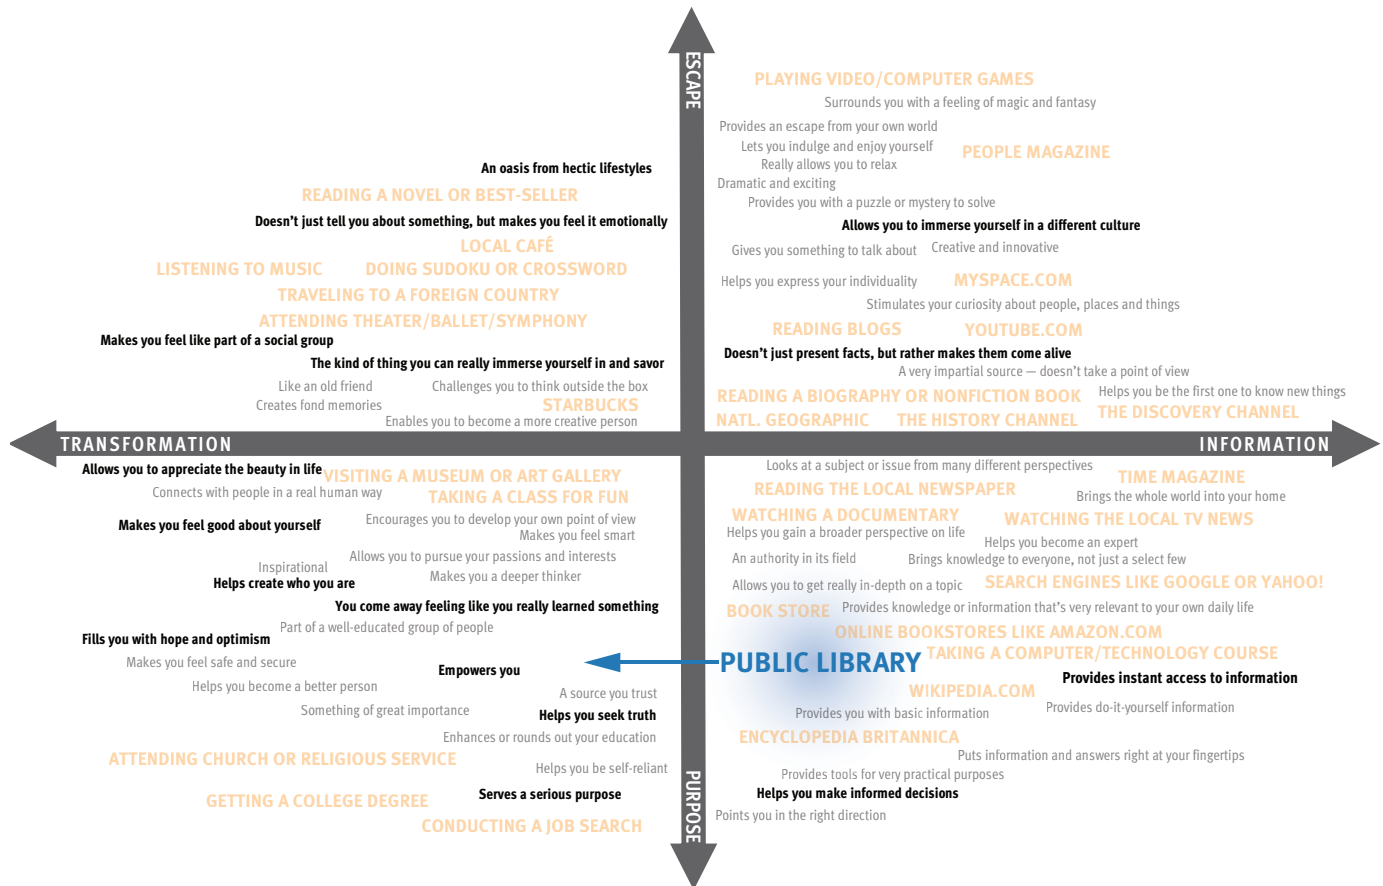 ESCAPE
PLAYING VIDEO/COMPUTER GAMES
Surrounds you with a feeling of magic and fantasy
Provides an escape from your own world
Lets you indulge and enjoy yourself
PEOPLE MAGAZINE
Really allows you to relax
Dramatic and exciting
Provides you with a puzzle or mystery to solve
Allows you to immerse yourself in a different culture
Gives you something to talk about
Creative and innovative
Helps you express your individuality
MYSPACE.COM
Stimulates your curiosity about people, places and things
READING BLOGS
YOUTUBE.COM
Doesn't just present facts, but rather makes them come alive
A very impartial source — doesn't take a point of view
READING A BIOGRAPHY OR NONFICTION BOOK
Helps you be the first one to know new things
NATL. GEOGRAPHIC
THE HISTORY CHANNEL
THE DISCOVERY CHANNEL
An oasis from hectic lifestyles
READING A NOVEL OR BEST-SELLER
Doesn't just tell you about something, but makes you feel it emotionally
LOCAL CAFÉ
LISTENING TO MUSIC
DOING SUDOKU OR CROSSWORD
TRAVELING TO A FOREIGN COUNTRY
ATTENDING THEATER/BALLET/SYMPHONY
Makes you feel like part of a social group
The kind of thing you can really immerse yourself in and savor
Like an old friend
Challenges you to think outside the box
Creates fond memories
STARBUCKS
Enables you to become a more creative person
TRANSFORMATION
INFORMATION
Allows you to appreciate the beauty in life
VISITING A MUSEUM OR ART GALLERY
Connects with people in a real human way
TAKING A CLASS FOR FUN
Makes you feel good about yourself
Encourages you to develop your own point of view
Makes you feel smart
Allows you to pursue your passions and interests
Inspirational
Makes you a deeper thinker
Helps create who you are
You come away feeling like you really learned something
Part of a well-educated group of people
Fills you with hope and optimism
Makes you feel safe and secure
Empowers you
Helps you become a better person
A source you trust
Something of great importance
Helps you seek truth
Enhances or rounds out your education
ATTENDING CHURCH OR RELIGIOUS SERVICE
Helps you be self-reliant
GETTING A COLLEGE DEGREE
Serves a serious purpose
CONDUCTING A JOB SEARCH
Looks at a subject or issue from many different perspectives
TIME MAGAZINE
READING THE LOCAL NEWSPAPER
Brings the whole world into your home
WATCHING A DOCUMENTARY
WATCHING THE LOCAL TV NEWS
Helps you gain a broader perspective on life
Helps you become an expert
An authority in its field
Brings knowledge to everyone, not just a select few
Allows you to get really in-depth on a topic
SEARCH ENGINES LIKE GOOGLE OR YAHOO!
BOOK STORE
Provides knowledge or information that's very relevant to your own daily life
ONLINE BOOKSTORES LIKE AMAZON.COM
PUBLIC LIBRARY
TAKING A COMPUTER/TECHNOLOGY COURSE
Provides instant access to information
WIKIPEDIA.COM
Provides you with basic information
Provides do-it-yourself information
ENCYCLOPEDIA BRITANNICA
Puts information and answers right at your fingertips
Provides tools for very practical purposes
Helps you make informed decisions
Points you in the right direction
PURPOSE